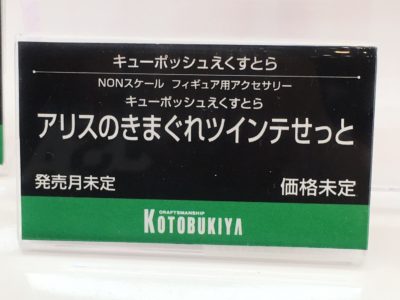 キューポッシュえくすとら
NONスケール フィギュア用アクセサリー
キューポッシュえくすとら
アリスのきまぐれツインテせっと
発売月未定 価格未定
CRAFTSMANSHIP
KOTOBUKIYA